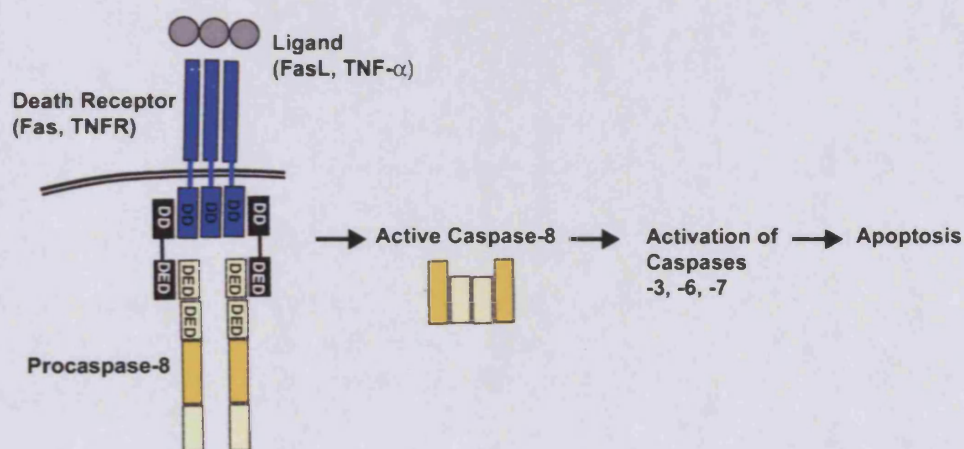 Ligand
(FasL, TNF-α)
Death Receptor
(Fas, TNFR)
DD
DD
DD
DD
DD
DED
DED
DED
DED
DED
DED
Active Caspase-8
Activation of
Caspases
-3, -6, -7
Apoptosis
Procaspase-8